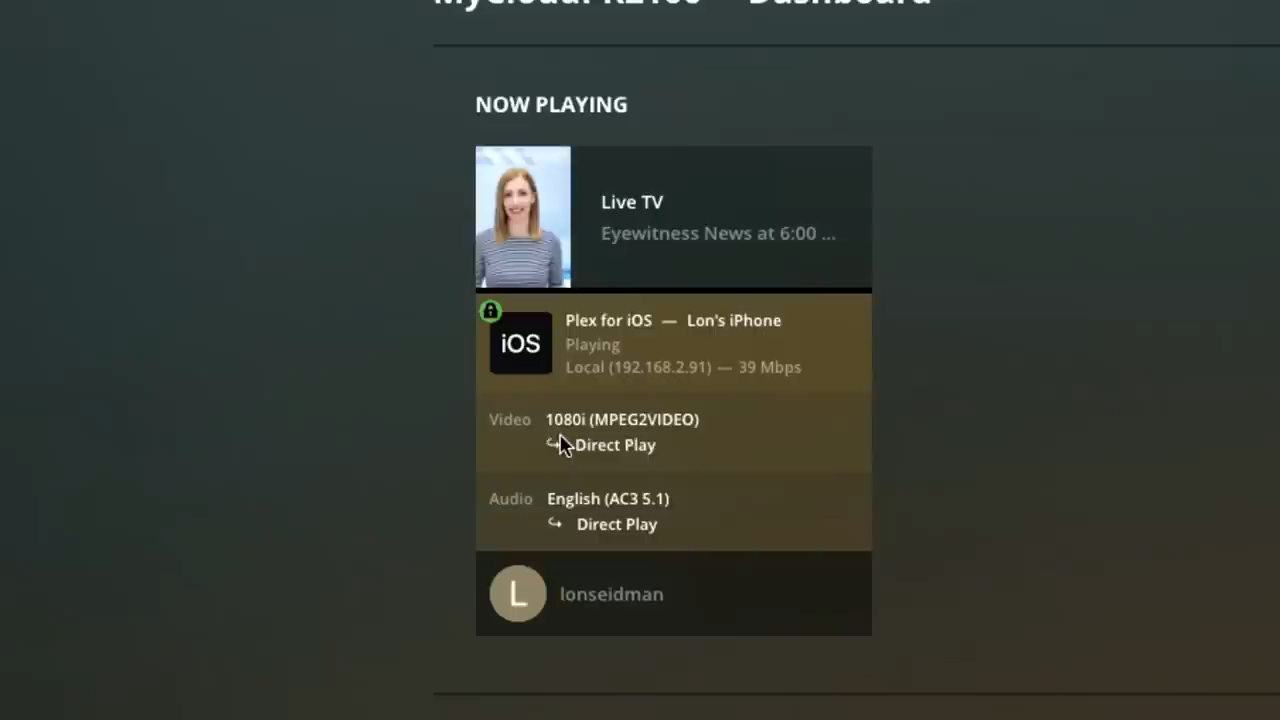 Dashboard
NOW PLAYING
Live TV
Eyewitness News at 6:00 ...
iOS
Plex for iOS — Lon's iPhone
Playing
Local (192.168.2.91) — 39 Mbps
Video 1080i (MPEG2VIDEO)
↪ Direct Play
Audio English (AC3 5.1)
↪ Direct Play
L
lonseidman